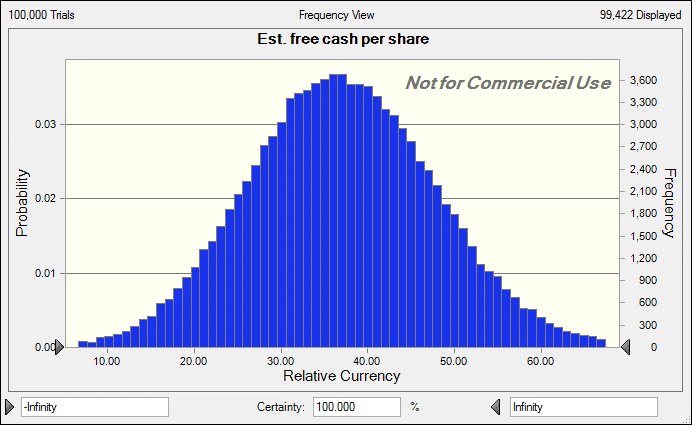 100,000 Trials Frequency View 99,422 Displayed
Est. free cash per share
Not for Commercial Use
Probability
0.03
0.02
0.01
0.00
3,600
3,300
3,000
2,700
2,400
2,100
1,800
1,500
1,200
900
600
300
0
Frequency
10.00 20.00 30.00 40.00 50.00 60.00
Relative Currency
-Infinity Certainty: 100.000 % Infinity